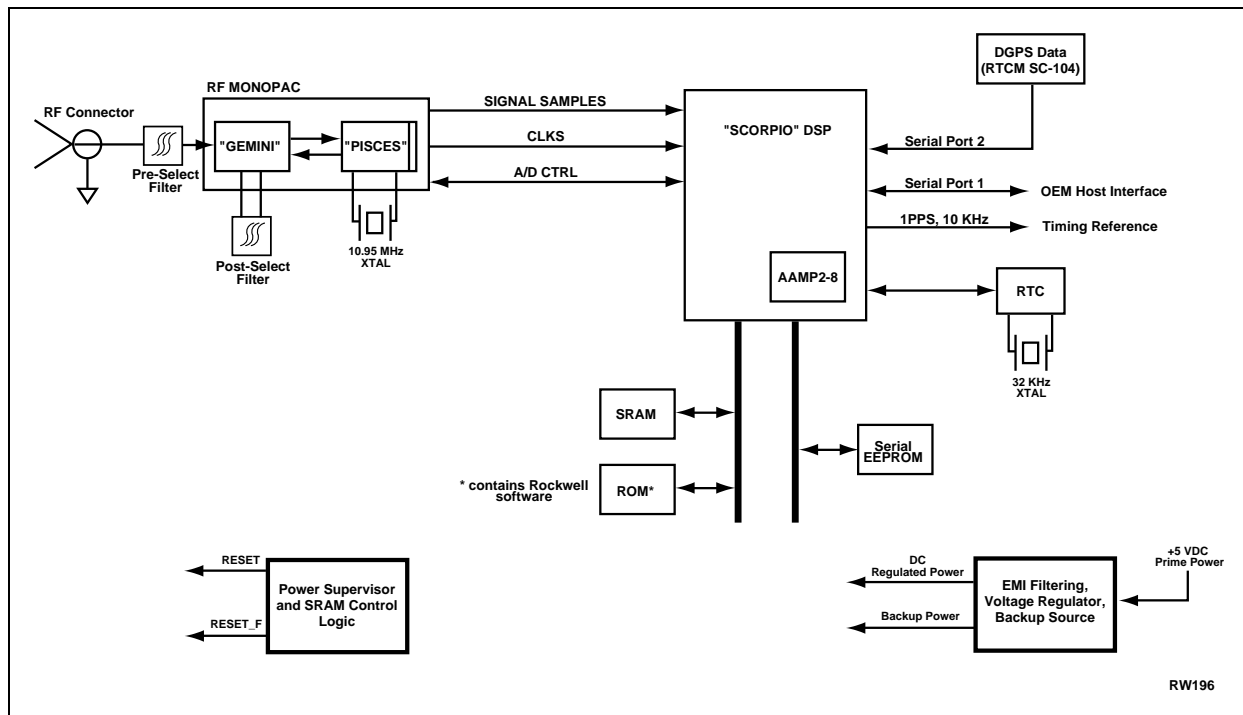 DGPS Data
(RTCM SC-104)
RF MONOPAC
RF Connector
SIGNAL SAMPLES
"SCORPIO" DSP
"GEMINI"
"PISCES"
CLKS
Serial Port 2
Pre-Select
Filter
A/D CTRL
Serial Port 1
OEM Host Interface
1PPS, 10 KHz
Timing Reference
10.95 MHz
XTAL
Post-Select
Filter
AAMP2-8
RTC
32 KHz
XTAL
SRAM
Serial
EEPROM
* contains Rockwell
software
ROM*
RESET
Power Supervisor
and SRAM Control
Logic
RESET_F
DC
Regulated Power
+5 VDC
Prime Power
EMI Filtering,
Voltage Regulator,
Backup Source
Backup Power
RW196